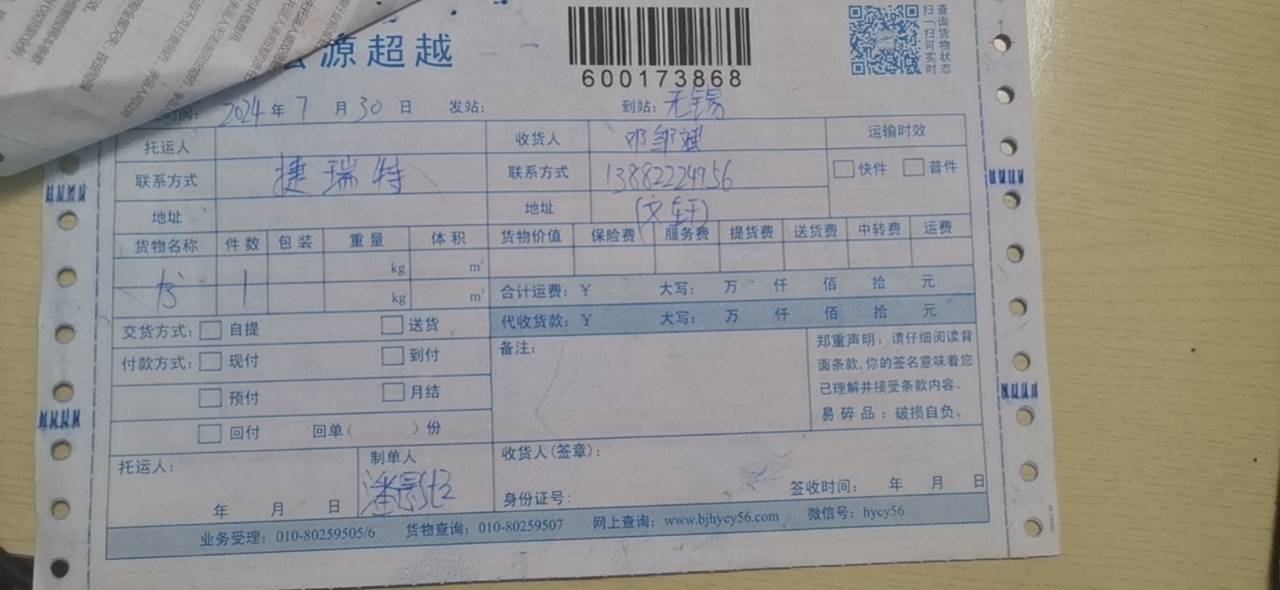 源超越
600173868
查询货物状态
扫一扫可实时
时间: 2024年7月30日 发站: 到站: 无锡
托运人 收货人 邓邹斌 运输时效
联系方式 捷瑞特 联系方式 13882224956 快件 普件
地址 地址 (文轩)
货物名称 件数 包装 重量 体积 货物价值 保险费 服务费 提货费 送货费 中转费 运费
kg m³
书 1 kg m³ 合计运费: ¥ 大写: 万 仟 佰 拾 元
交货方式: 自提 送货 代收货款: ¥ 大写: 万 仟 佰 拾 元
付款方式: 现付 到付 备注: 郑重声明: 请仔细阅读背
面条款,你的签名意味着您
预付 月结 已理解并接受条款内容。
易碎品: 破损自负。
回付 回单( )份
托运人: 制单人 收货人(签章):
年 月 日 身份证号: 签收时间: 年 月 日
业务受理: 010-80259505/6 货物查询: 010-80259507 网上查询: www.bjhycy56.com 微信号: hycy56